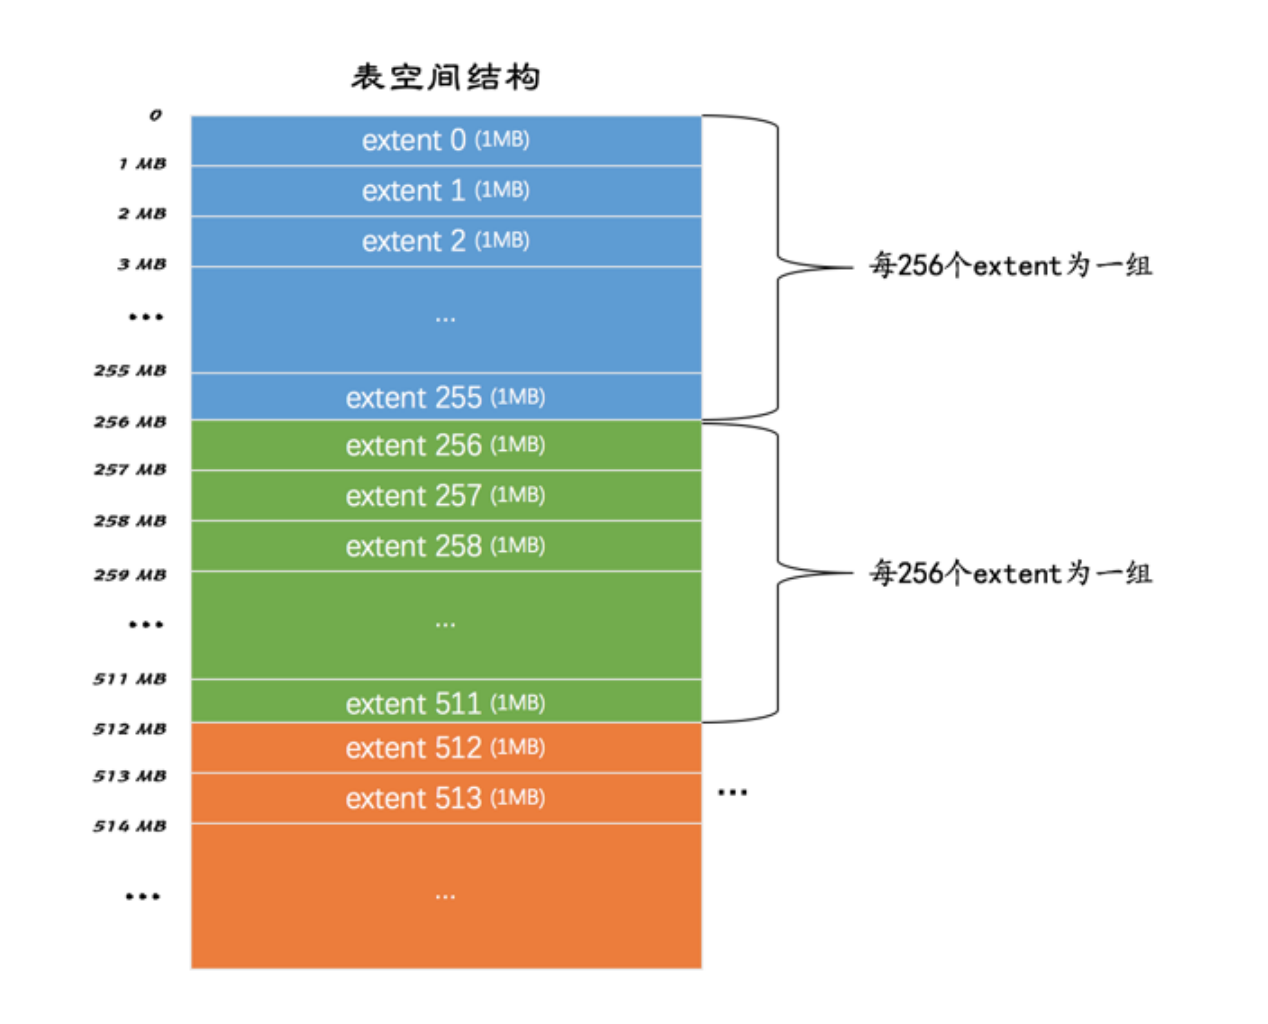 表空间结构
0
extent 0 (1MB)
1 MB
extent 1 (1MB)
2 MB
extent 2 (1MB)
3 MB
每256个extent为一组
...
...
255 MB
extent 255 (1MB)
256 MB
extent 256 (1MB)
257 MB
extent 257 (1MB)
258 MB
extent 258 (1MB)
259 MB
每256个extent为一组
...
...
511 MB
extent 511 (1MB)
512 MB
extent 512 (1MB)
513 MB
extent 513 (1MB)
...
514 MB
...
...